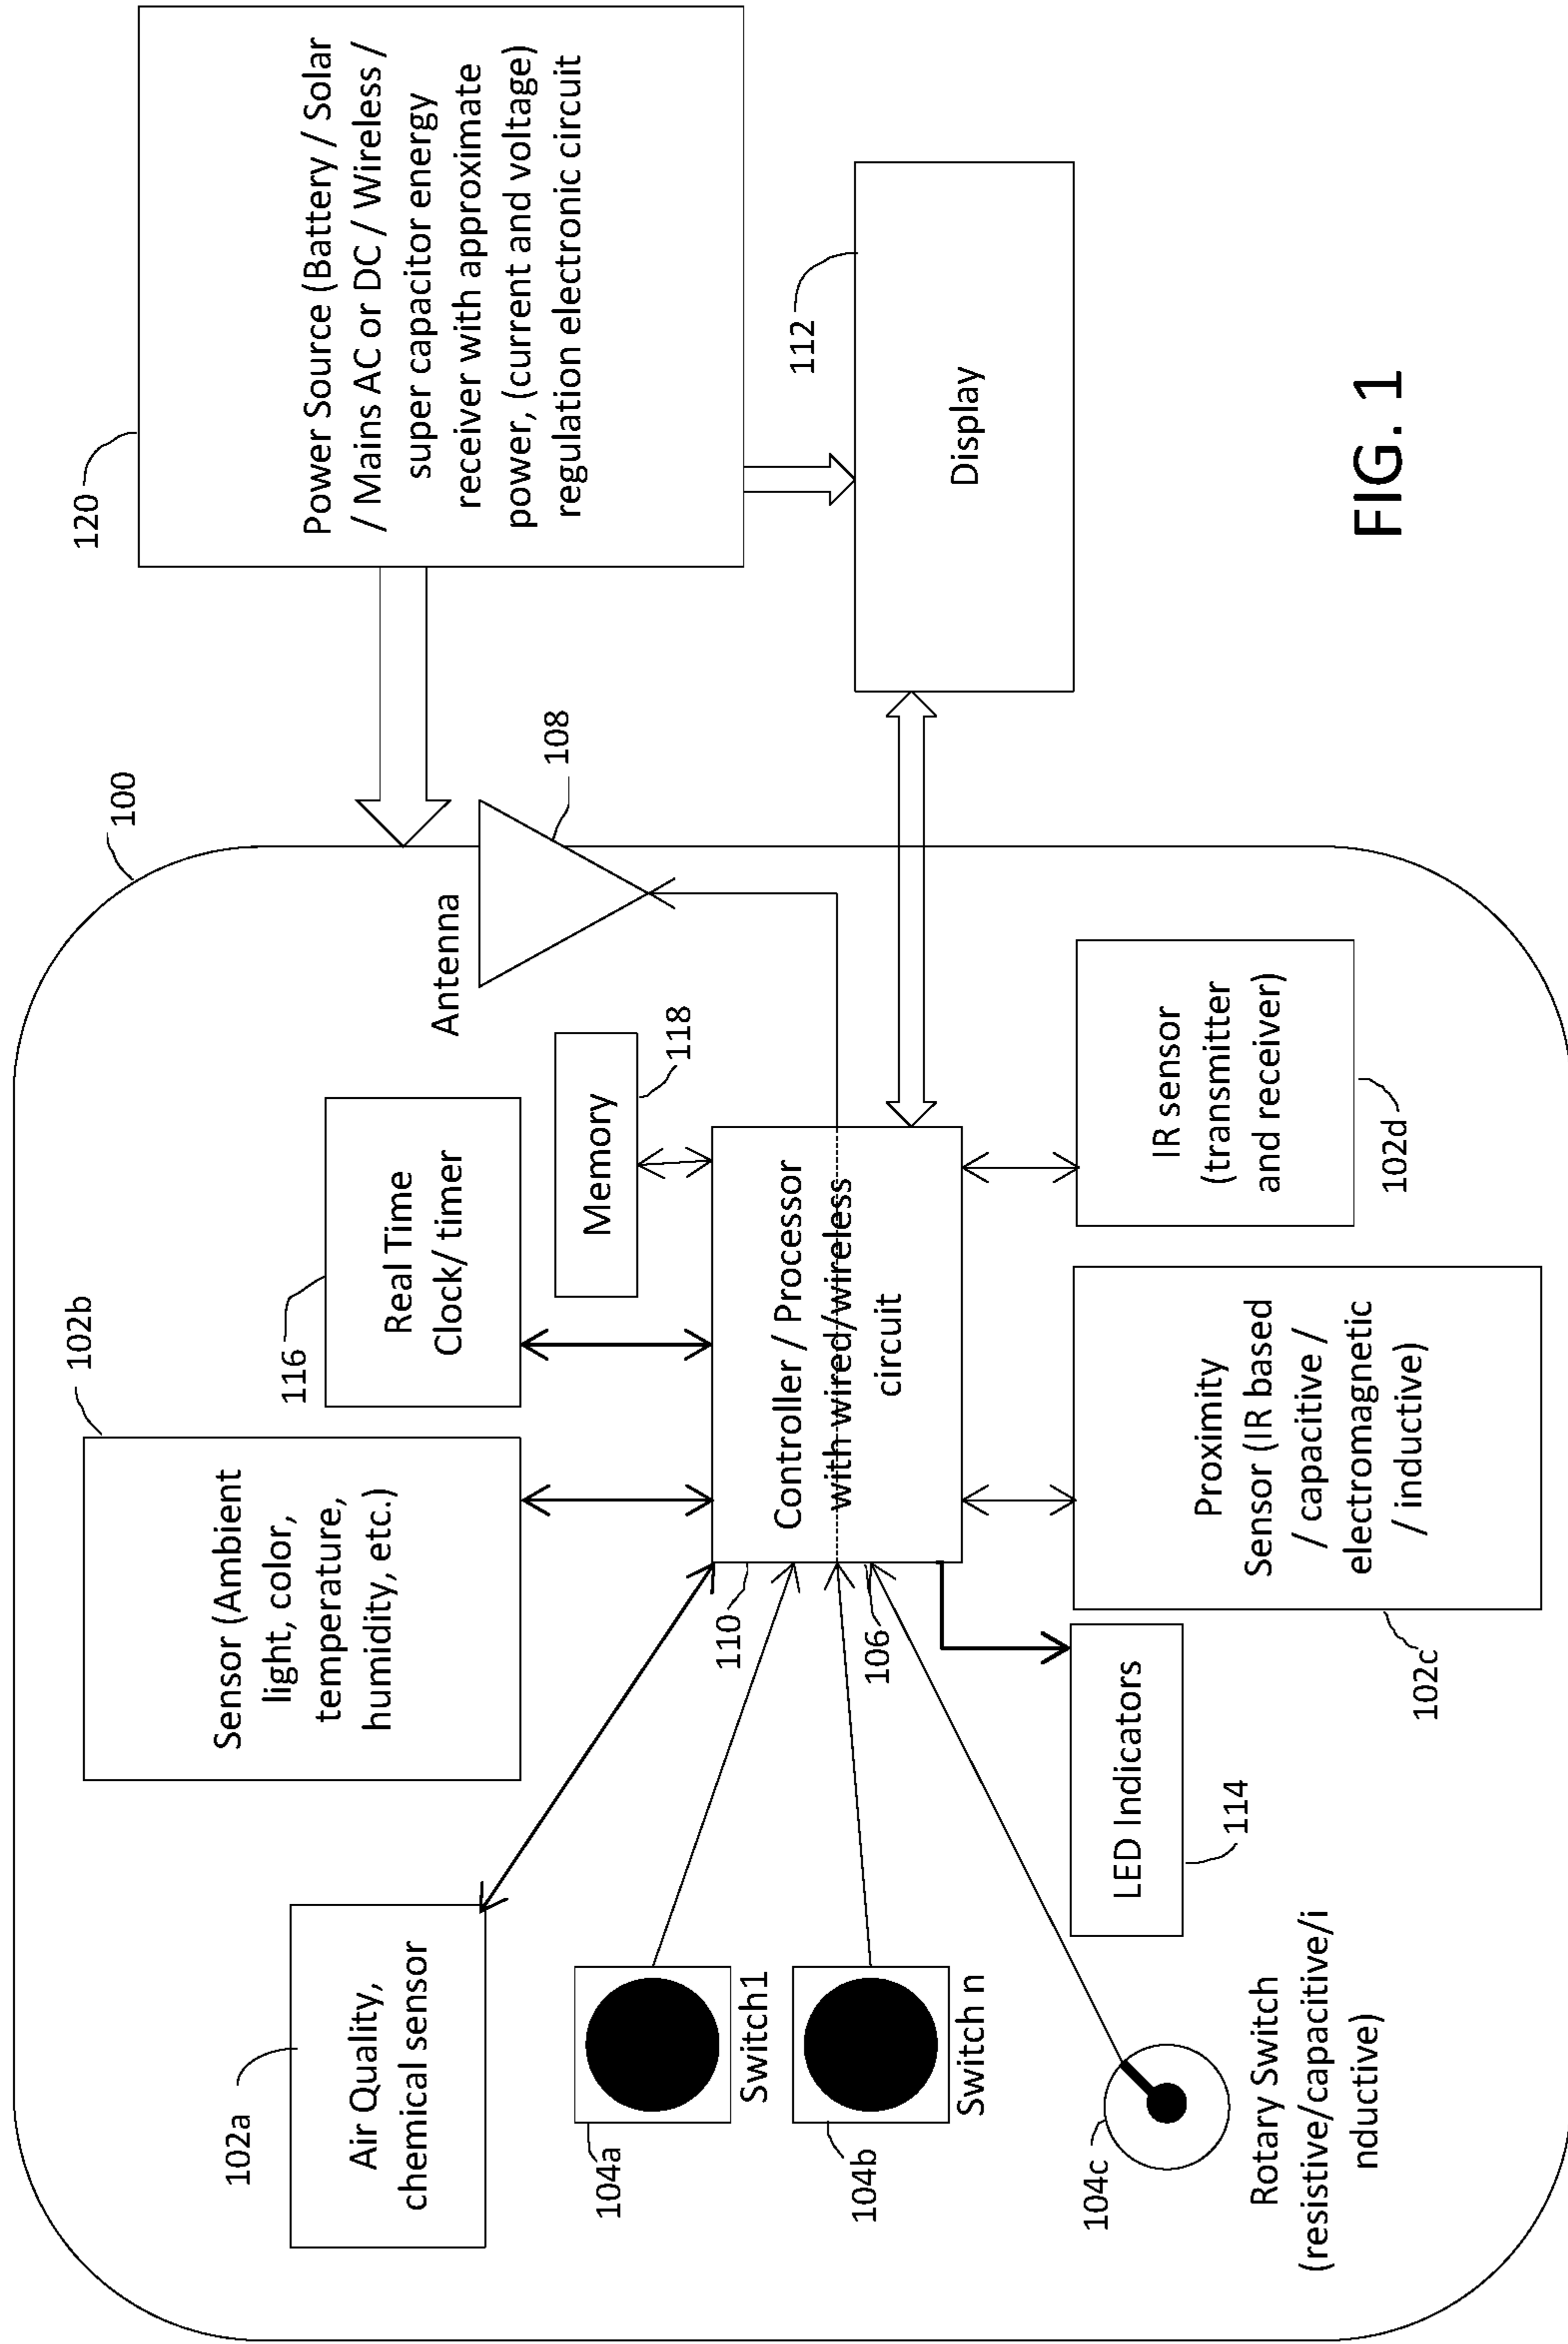 100
120
102a
Air Quality,
chemical sensor
102b
Sensor (Ambient
light, color,
temperature,
humidity, etc.)
116
Real Time
Clock/ timer
Memory
118
Antenna
108
Power Source (Battery / Solar
/ Mains AC or DC / Wireless /
super capacitor energy
receiver with approximate
power, (current and voltage)
regulation electronic circuit
104a
Switch1
104b
Switch n
104c
Rotary Switch
(resistive/capacitive/i
nductive)
110
106
Controller / Processor
with wired/wireless
circuit
112
Display
LED Indicators
114
Proximity
Sensor (IR based
/ capacitive /
electromagnetic
/ inductive)
102c
IR sensor
(transmitter
and receiver)
102d
FIG. 1